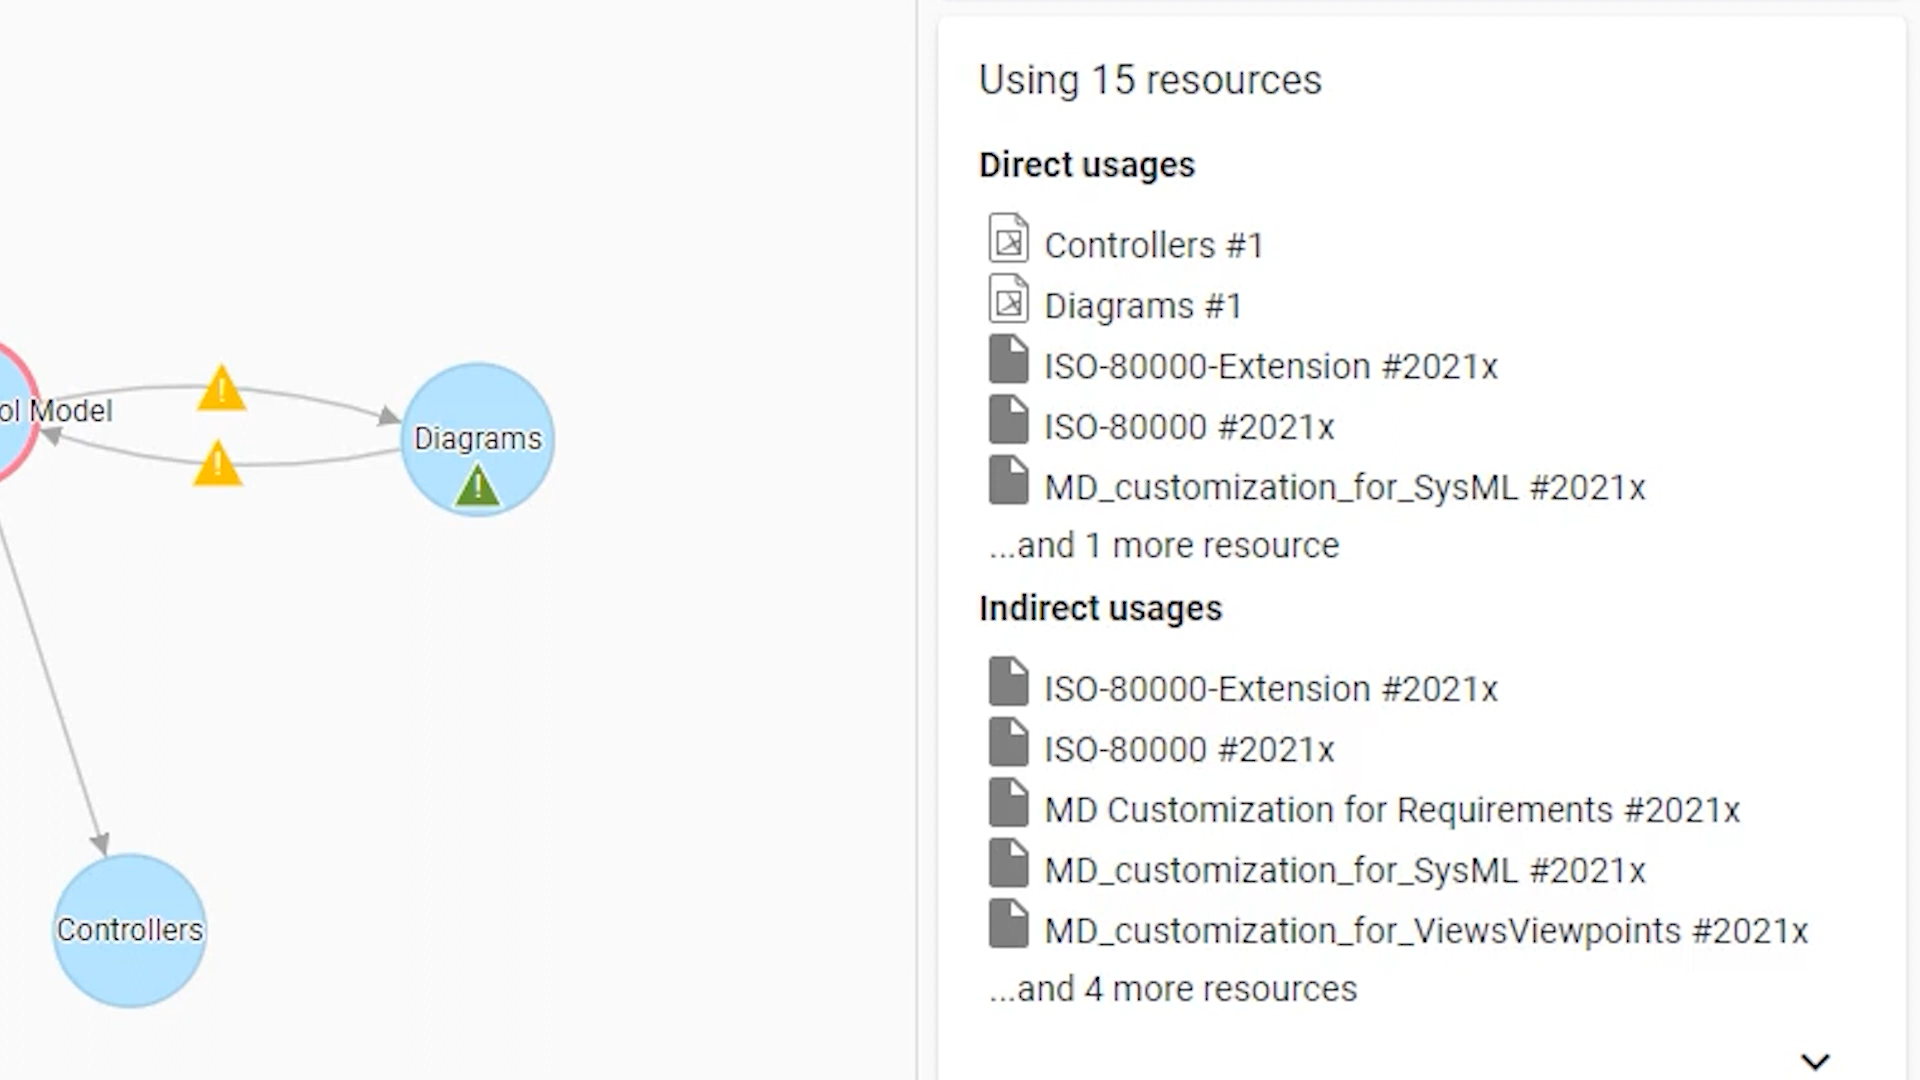 Using 15 resources
Direct usages
Controllers #1
Diagrams #1
ISO-80000-Extension #2021x
ISO-80000 #2021x
MD_customization_for_SysML #2021x
...and 1 more resource
Indirect usages
ISO-80000-Extension #2021x
ISO-80000 #2021x
MD Customization for Requirements #2021x
MD_customization_for_SysML #2021x
MD_customization_for_ViewsViewpoints #2021x
...and 4 more resources
ol Model
Diagrams
Controllers